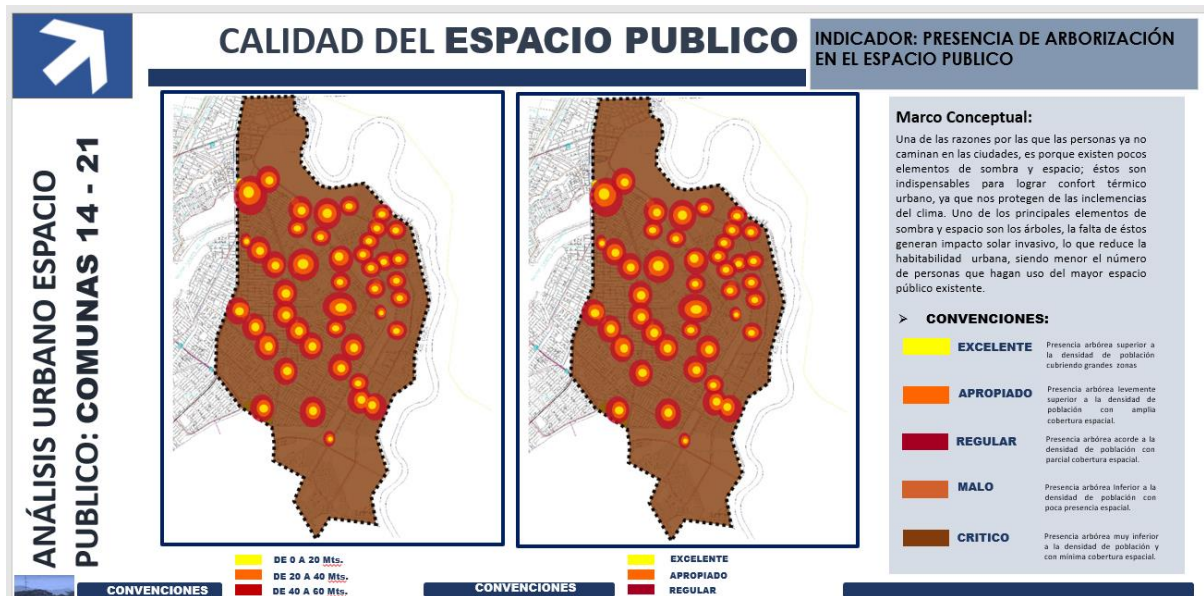 CALIDAD DEL ESPACIO PUBLICO
INDICADOR: PRESENCIA DE ARBORIZACIÓN
EN EL ESPACIO PUBLICO
ANÁLISIS URBANO ESPACIO
PUBLICO: COMUNAS 14 - 21
Marco Conceptual:
Una de las razones por las que las personas ya no
caminan en las ciudades, es porque existen pocos
elementos de sombra y espacio; éstos son
indispensables para lograr confort térmico
urbano, ya que nos protegen de las inclemencias
del clima. Uno de los principales elementos de
sombra y espacio son los árboles, la falta de éstos
generan impacto solar invasivo, lo que reduce la
habitabilidad urbana, siendo menor el número
de personas que hagan uso del mayor espacio
público existente.
➤ CONVENCIONES:
EXCELENTE
Presencia arbórea superior a
la densidad de población
cubriendo grandes zonas
APROPIADO
Presencia arbórea levemente
superior a la densidad de
población con amplia
cobertura espacial.
REGULAR
Presencia arbórea acorde a la
densidad de población con
parcial cobertura espacial.
MALO
Presencia arbórea Inferior a la
densidad de población con
poca presencia espacial.
CRITICO
Presencia arbórea muy inferior
a la densidad de población y
con mínima cobertura espacial.
DE 0 A 20 Mts.
DE 20 A 40 Mts.
DE 40 A 60 Mts.
EXCELENTE
APROPIADO
REGULAR
CONVENCIONES
CONVENCIONES